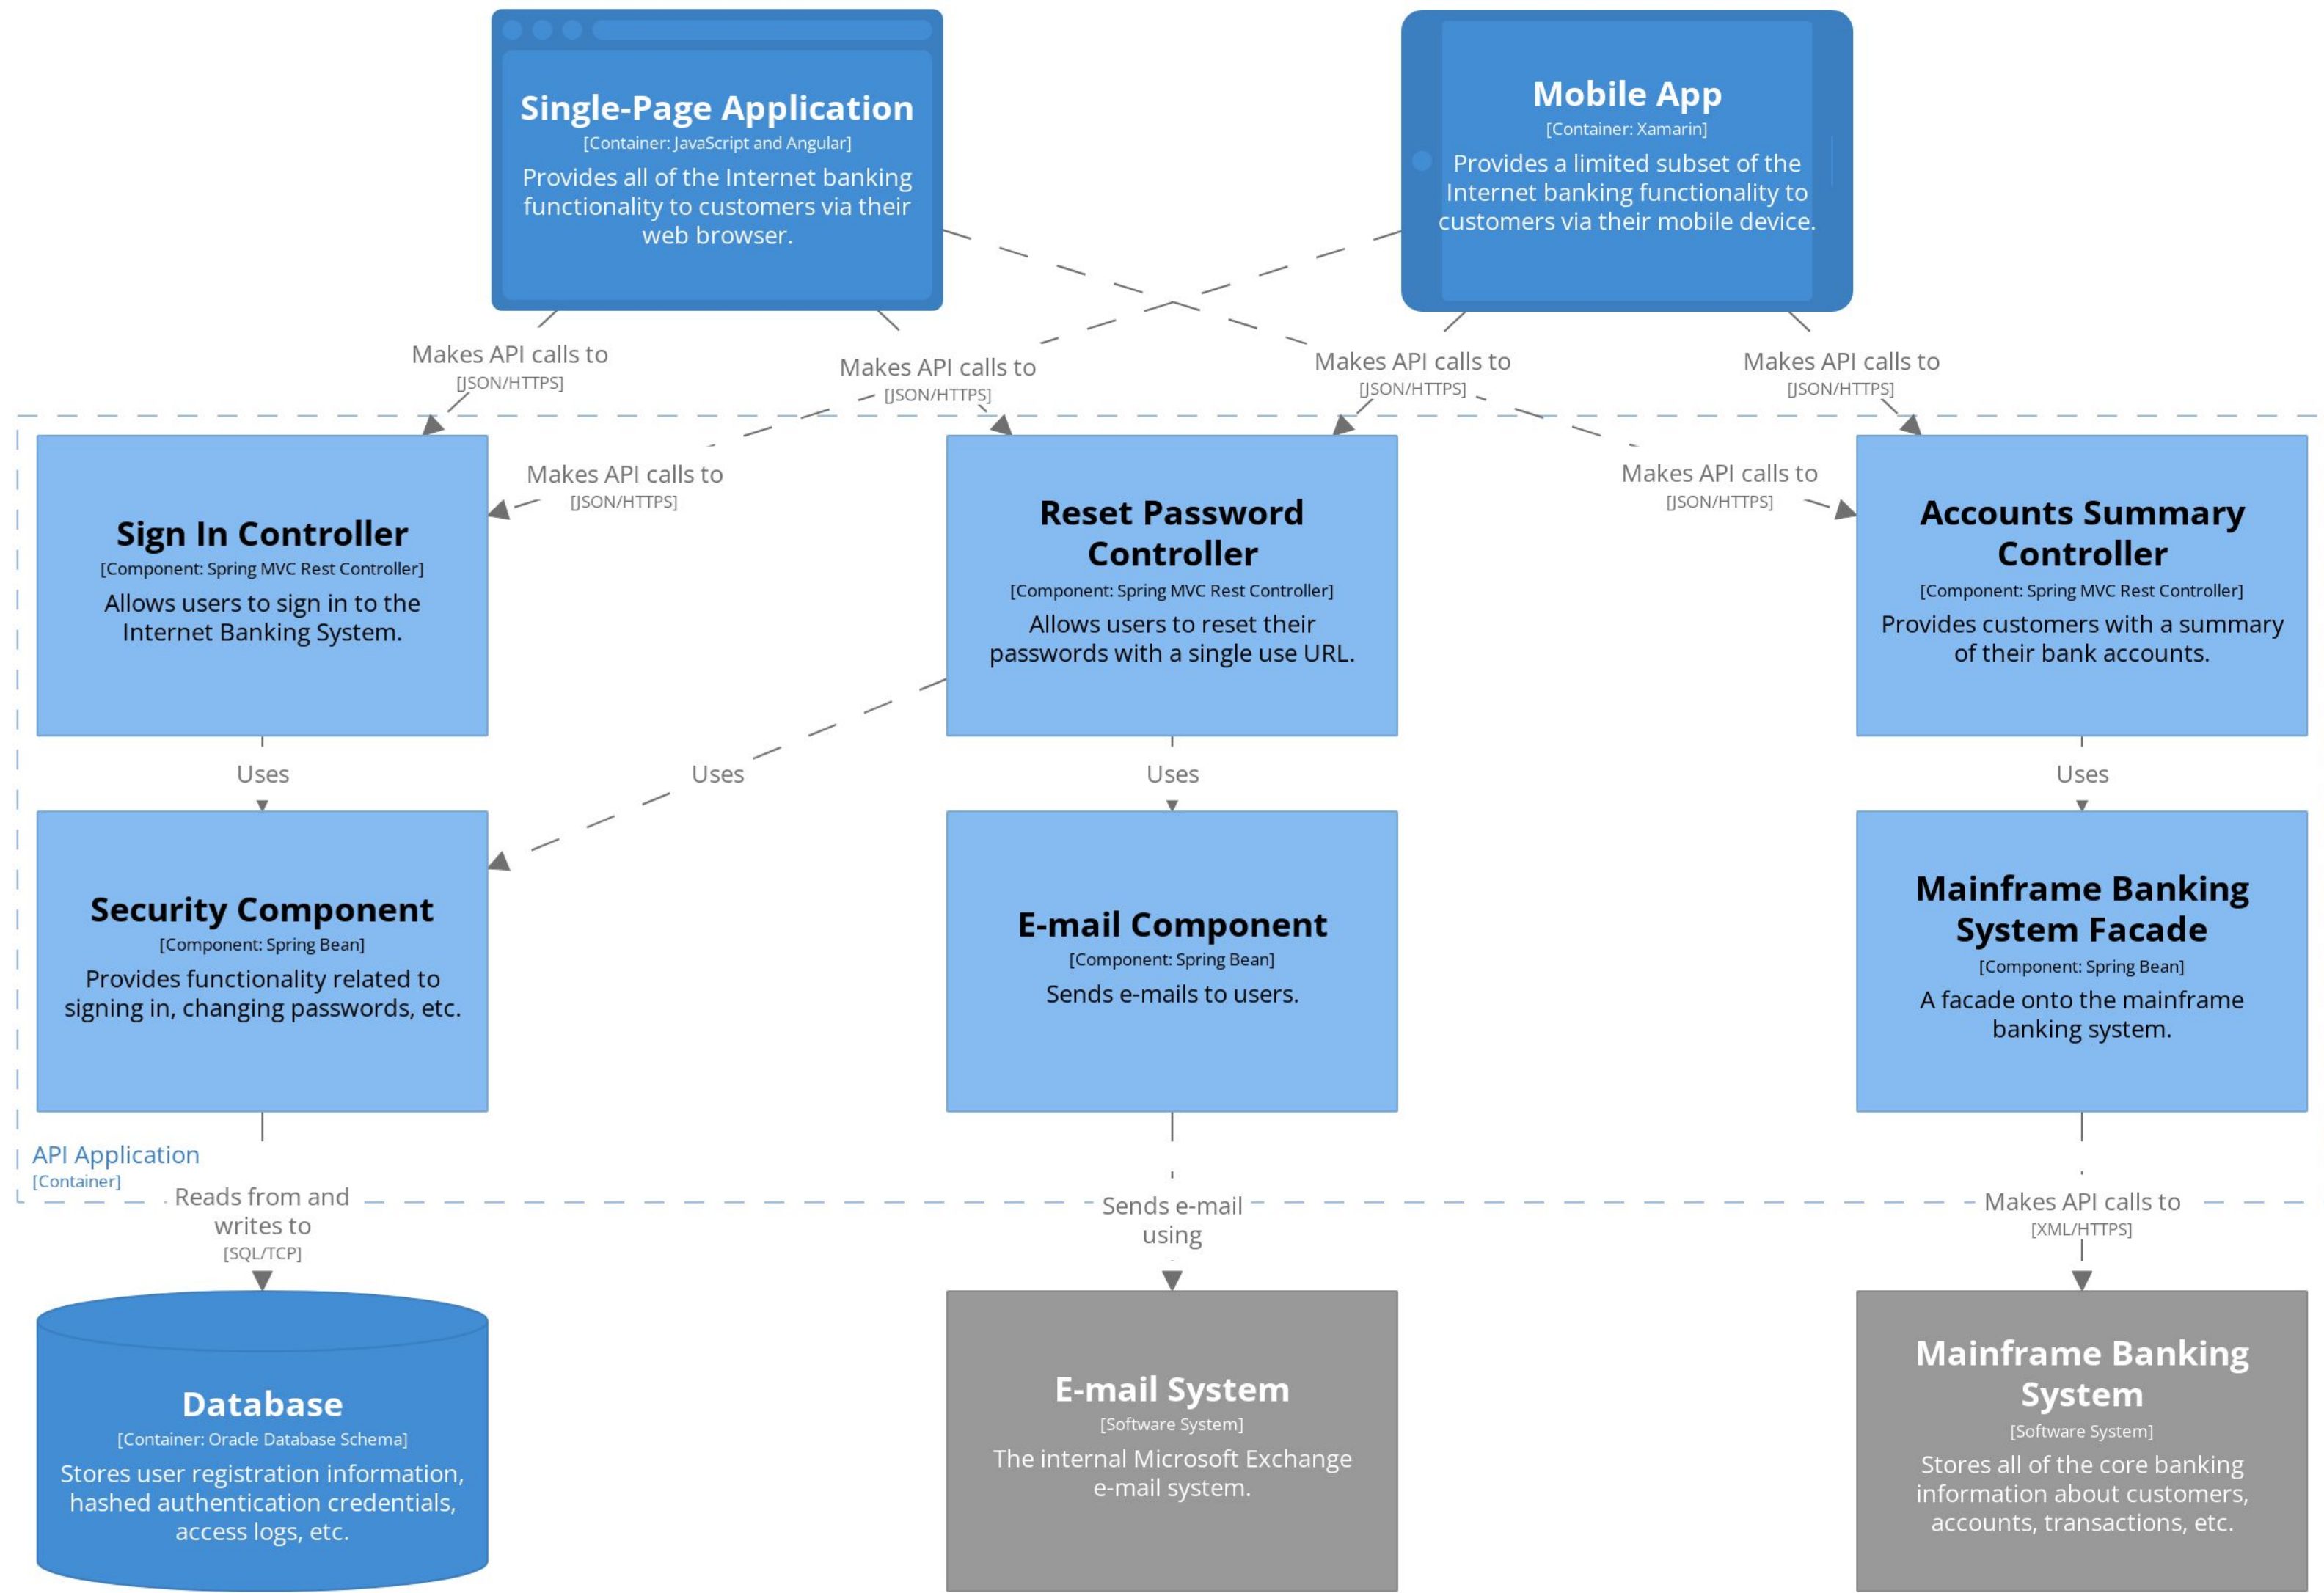 Single-Page Application
[Container: JavaScript and Angular]
Provides all of the Internet banking
functionality to customers via their
web browser.
Mobile App
[Container: Xamarin]
Provides a limited subset of the
Internet banking functionality to
customers via their mobile device.
Makes API calls to
[JSON/HTTPS]
Makes API calls to
[JSON/HTTPS]
Makes API calls to
[JSON/HTTPS]
Makes API calls to
[JSON/HTTPS]
Makes API calls to
[JSON/HTTPS]
Makes API calls to
[JSON/HTTPS]
Sign In Controller
[Component: Spring MVC Rest Controller]
Allows users to sign in to the
Internet Banking System.
Reset Password
Controller
[Component: Spring MVC Rest Controller]
Allows users to reset their
passwords with a single use URL.
Accounts Summary
Controller
[Component: Spring MVC Rest Controller]
Provides customers with a summary
of their bank accounts.
Uses
Uses
Uses
Uses
Security Component
[Component: Spring Bean]
Provides functionality related to
signing in, changing passwords, etc.
E-mail Component
[Component: Spring Bean]
Sends e-mails to users.
Mainframe Banking
System Facade
[Component: Spring Bean]
A facade onto the mainframe
banking system.
API Application
[Container]
Reads from and
writes to
[SQL/TCP]
Sends e-mail
using
Makes API calls to
[XML/HTTPS]
Database
[Container: Oracle Database Schema]
Stores user registration information,
hashed authentication credentials,
access logs, etc.
E-mail System
[Software System]
The internal Microsoft Exchange
e-mail system.
Mainframe Banking
System
[Software System]
Stores all of the core banking
information about customers,
accounts, transactions, etc.